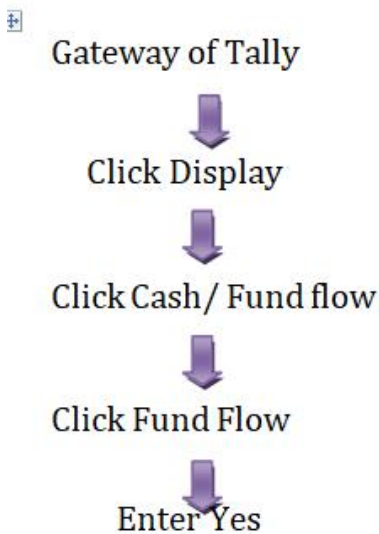 Gateway of Tally
Click Display
Click Cash/ Fund flow
Click Fund Flow
Enter Yes